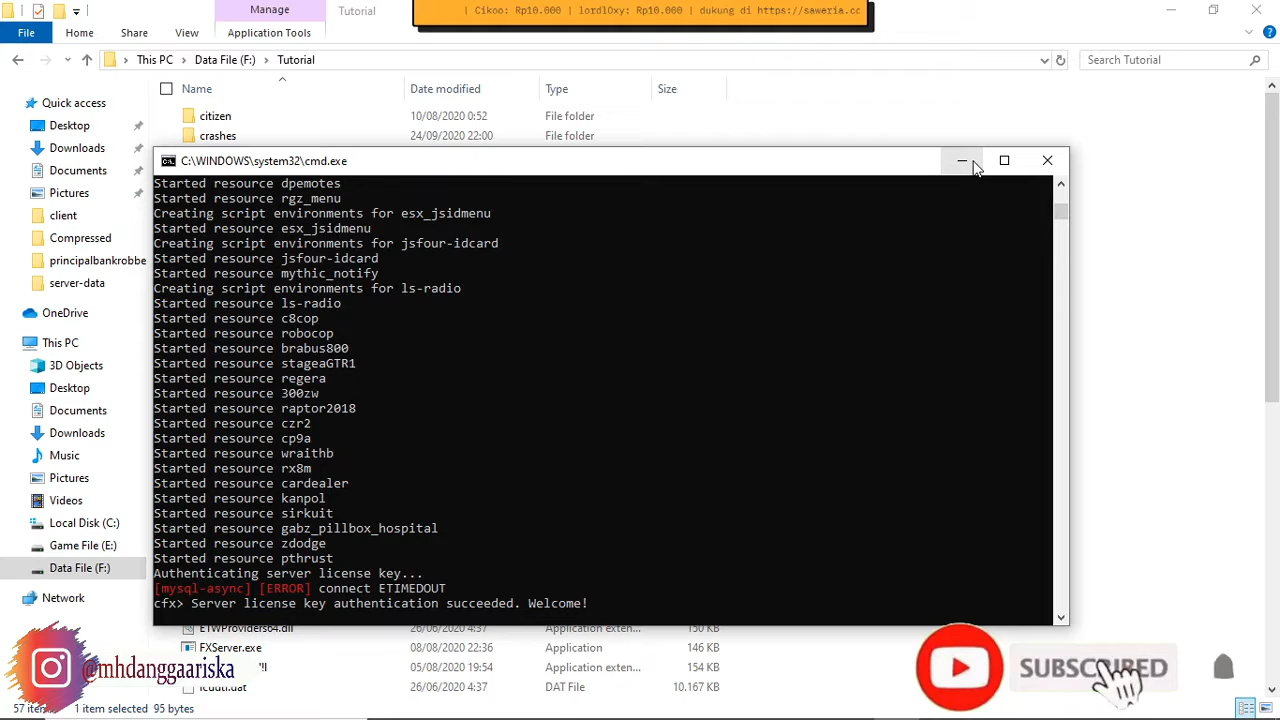 Manage
Tutorial
| Cikoo: Rp10.000 | lordl0xy: Rp10.000 | dukung di https://saweria.cc
File
Home
Share
View
Application Tools
This PC
Data File (F:)
Tutorial
Search Tutorial
Name
Date modified
Type
Size
Quick access
Desktop
Downloads
Documents
Pictures
client
Compressed
principalbankrobbe
server-data
OneDrive
This PC
3D Objects
Desktop
Documents
Downloads
Music
Pictures
Videos
Local Disk (C:)
Game File (E:)
Data File (F:)
Network
citizen 10/08/2020 0:52 File folder
crashes 24/09/2020 22:00 File folder
C:\WINDOWS\system32\cmd.exe
Started resource dpemotes
Started resource rgz_menu
Creating script environments for esx_jsidmenu
Started resource esx_jsidmenu
Creating script environments for jsfour-idcard
Started resource jsfour-idcard
Started resource mythic_notify
Creating script environments for ls-radio
Started resource ls-radio
Started resource c8cop
Started resource robocop
Started resource brabus800
Started resource stageaGTR1
Started resource regera
Started resource 300zw
Started resource raptor2018
Started resource czr2
Started resource cp9a
Started resource wraithb
Started resource rx8m
Started resource cardealer
Started resource kanpol
Started resource sirkuit
Started resource gabz_pillbox_hospital
Started resource zdodge
Started resource pthrust
Authenticating server license key...
[mysql-async] [ERROR] connect ETIMEDOUT
cfx> Server license key authentication succeeded. Welcome!
ETWProviders64.dll 26/06/2020 4:37 Application exten... 150 KB
FXServer.exe 08/08/2020 22:36 Application 146 KB
05/08/2020 19:54 Application exten... 154 KB
icudtl.dat 26/06/2020 4:37 DAT File 10.167 KB
@mhdanggaariska
SUBSCRIBED
57 items
1 item selected 95 bytes